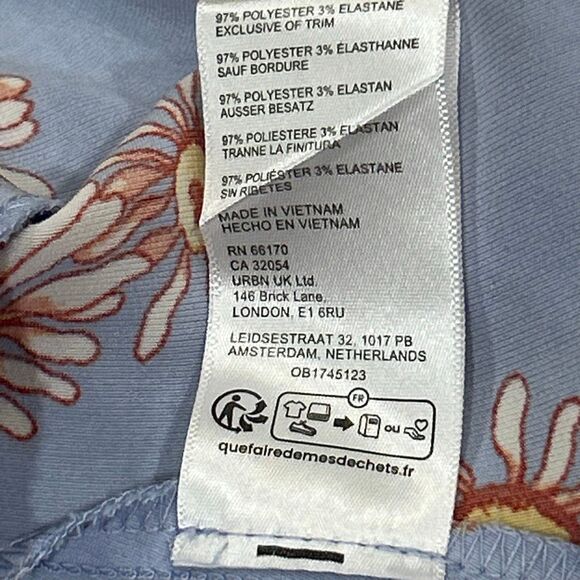 97% POLYESTER 3% ELASTANE
EXCLUSIVE OF TRIM
97% POLYESTER 3% ÉLASTHANNE
SAUF BORDURE
97% POLYESTER 3% ELASTAN
AUSSER BESATZ
97% POLIESTERE 3% ELASTAN
TRANNE LA FINITURA
97% POLIÉSTER 3% ELASTANE
SIN RIBETES
MADE IN VIETNAM
HECHO EN VIETNAM
RN 66170
CA 32054
URBN UK Ltd.
146 Brick Lane,
LONDON, E1 6RU
LEIDSESTRAAT 32, 1017 PB
AMSTERDAM, NETHERLANDS
OB1745123
FR
ou
quefairedemesdechets.fr